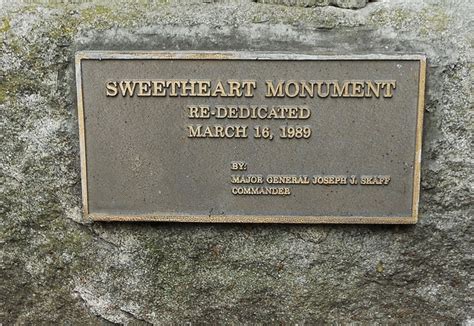 SWEETHEART MONUMENT
RE-DEDICATED
MARCH 16, 1989
BY:
MAJOR GENERAL JOSEPH J. SKAFF
COMMANDER